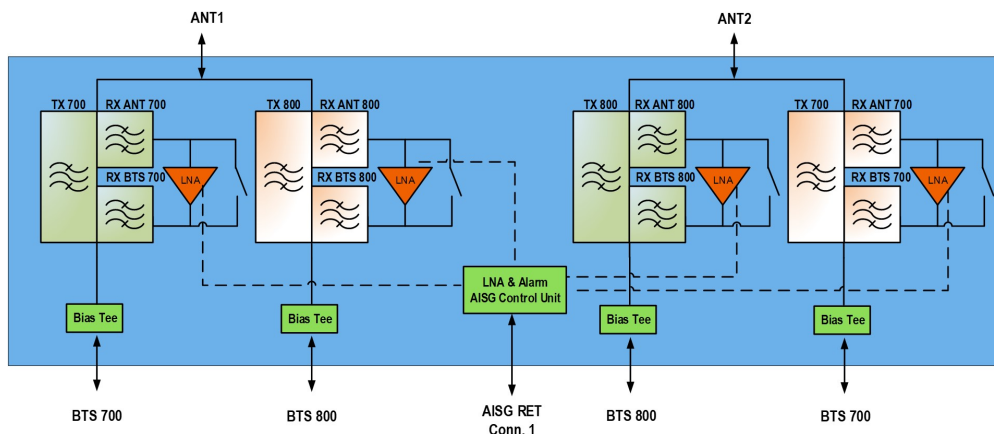 ANT1
ANT2
TX 700
RX ANT 700
TX 800
RX ANT 800
TX 800
RX ANT 800
TX 700
RX ANT 700
LNA
LNA
LNA
LNA
RX BTS 700
RX BTS 800
RX BTS 800
RX BTS 700
LNA & Alarm
AISG Control Unit
Bias Tee
Bias Tee
Bias Tee
Bias Tee
BTS 700
BTS 800
AISG RET
Conn. 1
BTS 800
BTS 700